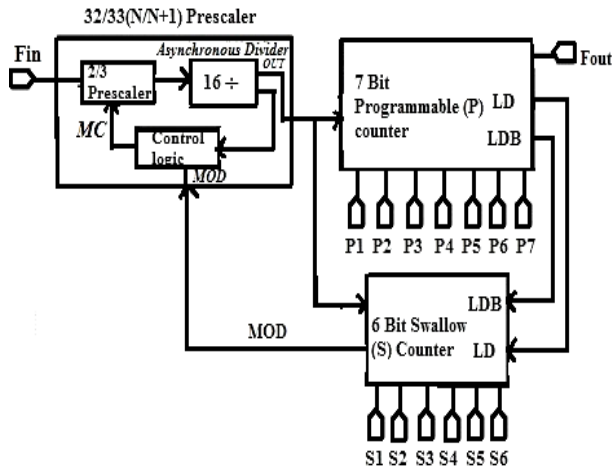 32/33(N/N+1) Prescaler
Fin
Asynchronous Divider
OUT
2/3
Prescaler
16 ÷
MC
Control
logic
MOD
7 Bit
Programmable (P)
counter
LD
LDB
Fout
P1 P2 P3 P4 P5 P6 P7
MOD
6 Bit Swallow
(S) Counter
LDB
LD
S1 S2 S3 S4 S5 S6